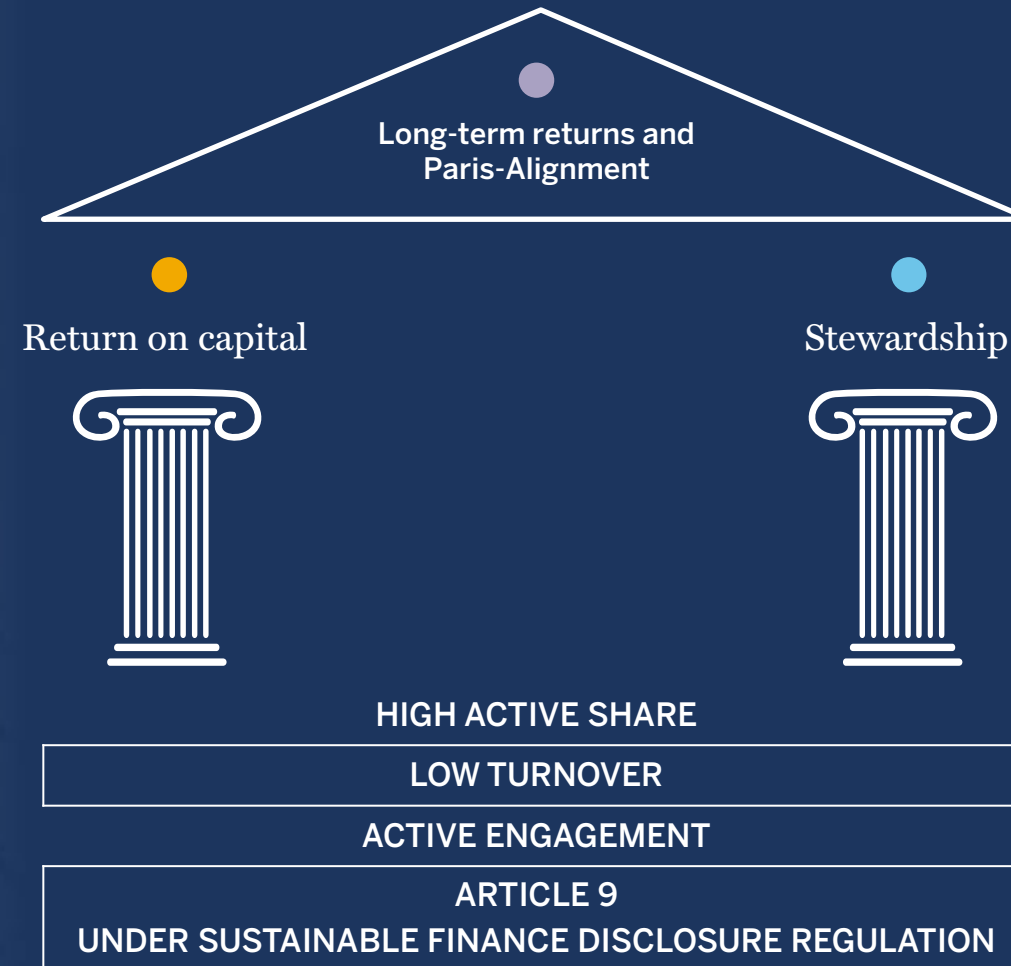 Long-term returns and
Paris-Alignment
Return on capital
Stewardship
HIGH ACTIVE SHARE
LOW TURNOVER
ACTIVE ENGAGEMENT
ARTICLE 9
UNDER SUSTAINABLE FINANCE DISCLOSURE REGULATION